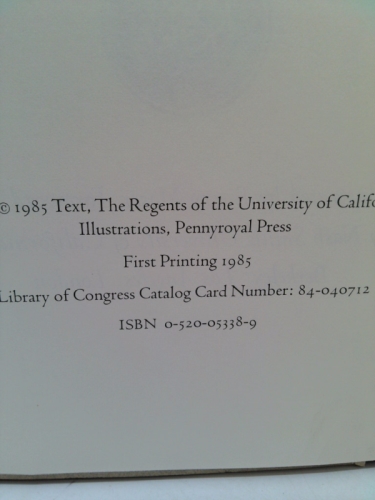 © 1985 Text, The Regents of the University of Califo
Illustrations, Pennyroyal Press
First Printing 1985
Library of Congress Catalog Card Number: 84-040712
ISBN 0-520-05338-9